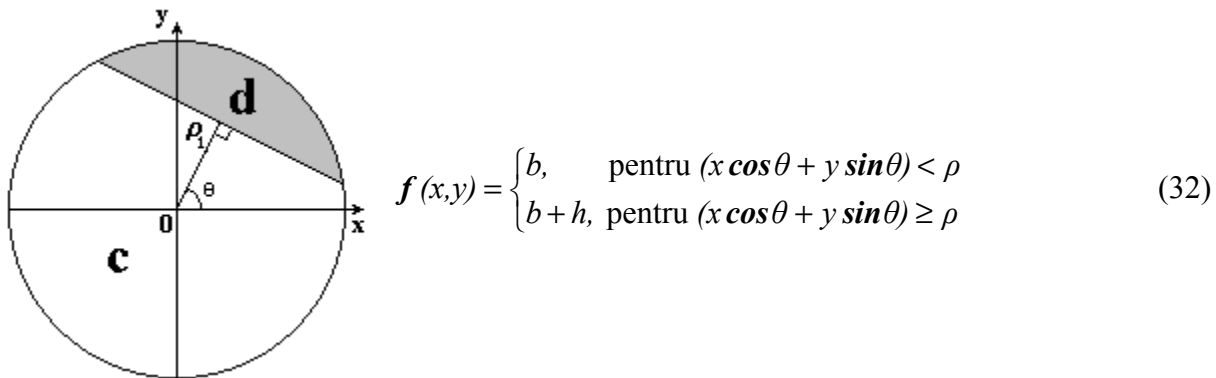 y
d
ρ₁
θ
0
x
c
f (x,y) = { b, pentru (x cosθ + y sinθ) < ρ
b + h, pentru (x cosθ + y sinθ) ≥ ρ
(32)